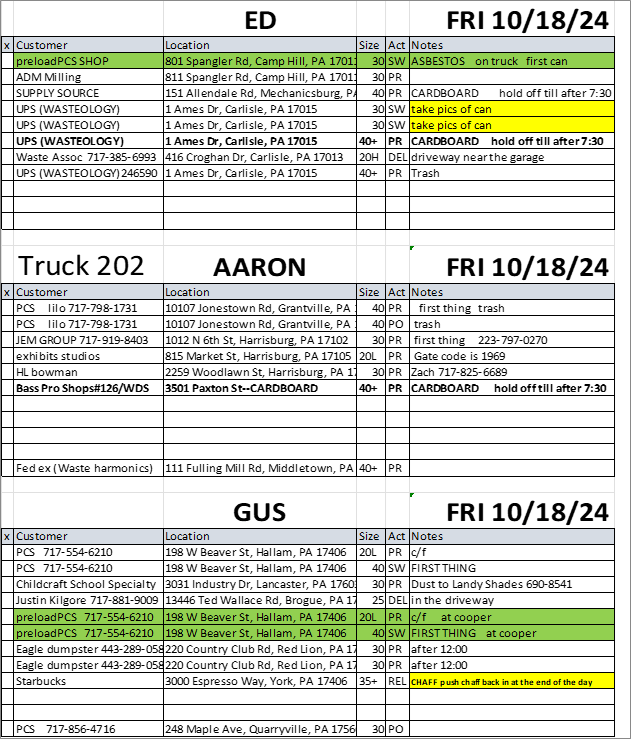 ED FRI 10/18/24
x Customer Location Size Act Notes
preloadPCS SHOP 801 Spangler Rd, Camp Hill, PA 17011 30 SW ASBESTOS on truck first can
ADM Milling 811 Spangler Rd, Camp Hill, PA 30 PR
SUPPLY SOURCE 151 Allendale Rd, Mechanicsburg, PA 40 PR CARDBOARD hold off till after 7:30
UPS (WASTEOLOGY) 1 Ames Dr, Carlisle, PA 17015 30 SW take pics of can
UPS (WASTEOLOGY) 1 Ames Dr, Carlisle, PA 17015 30 SW take pics of can
UPS (WASTEOLOGY) 1 Ames Dr, Carlisle, PA 17015 40+ PR CARDBOARD hold off till after 7:30
Waste Assoc 717-385-6993 416 Croghan Dr, Carlisle, PA 17013 20H DEL driveway near the garage
UPS (WASTEOLOGY)246590 1 Ames Dr, Carlisle, PA 17015 40+ PR Trash
Truck 202 AARON FRI 10/18/24
x Customer Location Size Act Notes
PCS lilo 717-798-1731 10107 Jonestown Rd, Grantville, PA 40 PR first thing trash
PCS lilo 717-798-1731 10107 Jonestown Rd, Grantville, PA 40 PO trash
JEM GROUP 717-919-8403 1012 N 6th St, Harrisburg, PA 17102 30 PR first thing 223-797-0270
exhibits studios 815 Market St, Harrisburg, PA 17105 20L PR Gate code is 1969
HL bowman 2259 Woodlawn St, Harrisburg, PA 17 30 PR Zach 717-825-6689
Bass Pro Shops#126/WDS 3501 Paxton St--CARDBOARD 40+ PR CARDBOARD hold off till after 7:30
Fed ex (Waste harmonics) 111 Fulling Mill Rd, Middletown, PA 40+ PR
GUS FRI 10/18/24
x Customer Location Size Act Notes
PCS 717-554-6210 198 W Beaver St, Hallam, PA 17406 20L PR c/f
PCS 717-554-6210 198 W Beaver St, Hallam, PA 17406 40 SW FIRST THING
Childcraft School Specialty 3031 Industry Dr, Lancaster, PA 1760 30 PR Dust to Landy Shades 690-8541
Justin Kilgore 717-881-9009 13446 Ted Wallace Rd, Brogue, PA 17 25 DEL in the driveway
preloadPCS 717-554-6210 198 W Beaver St, Hallam, PA 17406 20L PR c/f at cooper
preloadPCS 717-554-6210 198 W Beaver St, Hallam, PA 17406 40 SW FIRST THING at cooper
Eagle dumpster 443-289-058 220 Country Club Rd, Red Lion, PA 17 30 PR after 12:00
Eagle dumpster 443-289-058 220 Country Club Rd, Red Lion, PA 17 30 PR after 12:00
Starbucks 3000 Espresso Way, York, PA 17406 35+ REL CHAFF push chaff back in at the end of the day
PCS 717-856-4716 248 Maple Ave, Quarryville, PA 1756 30 PO